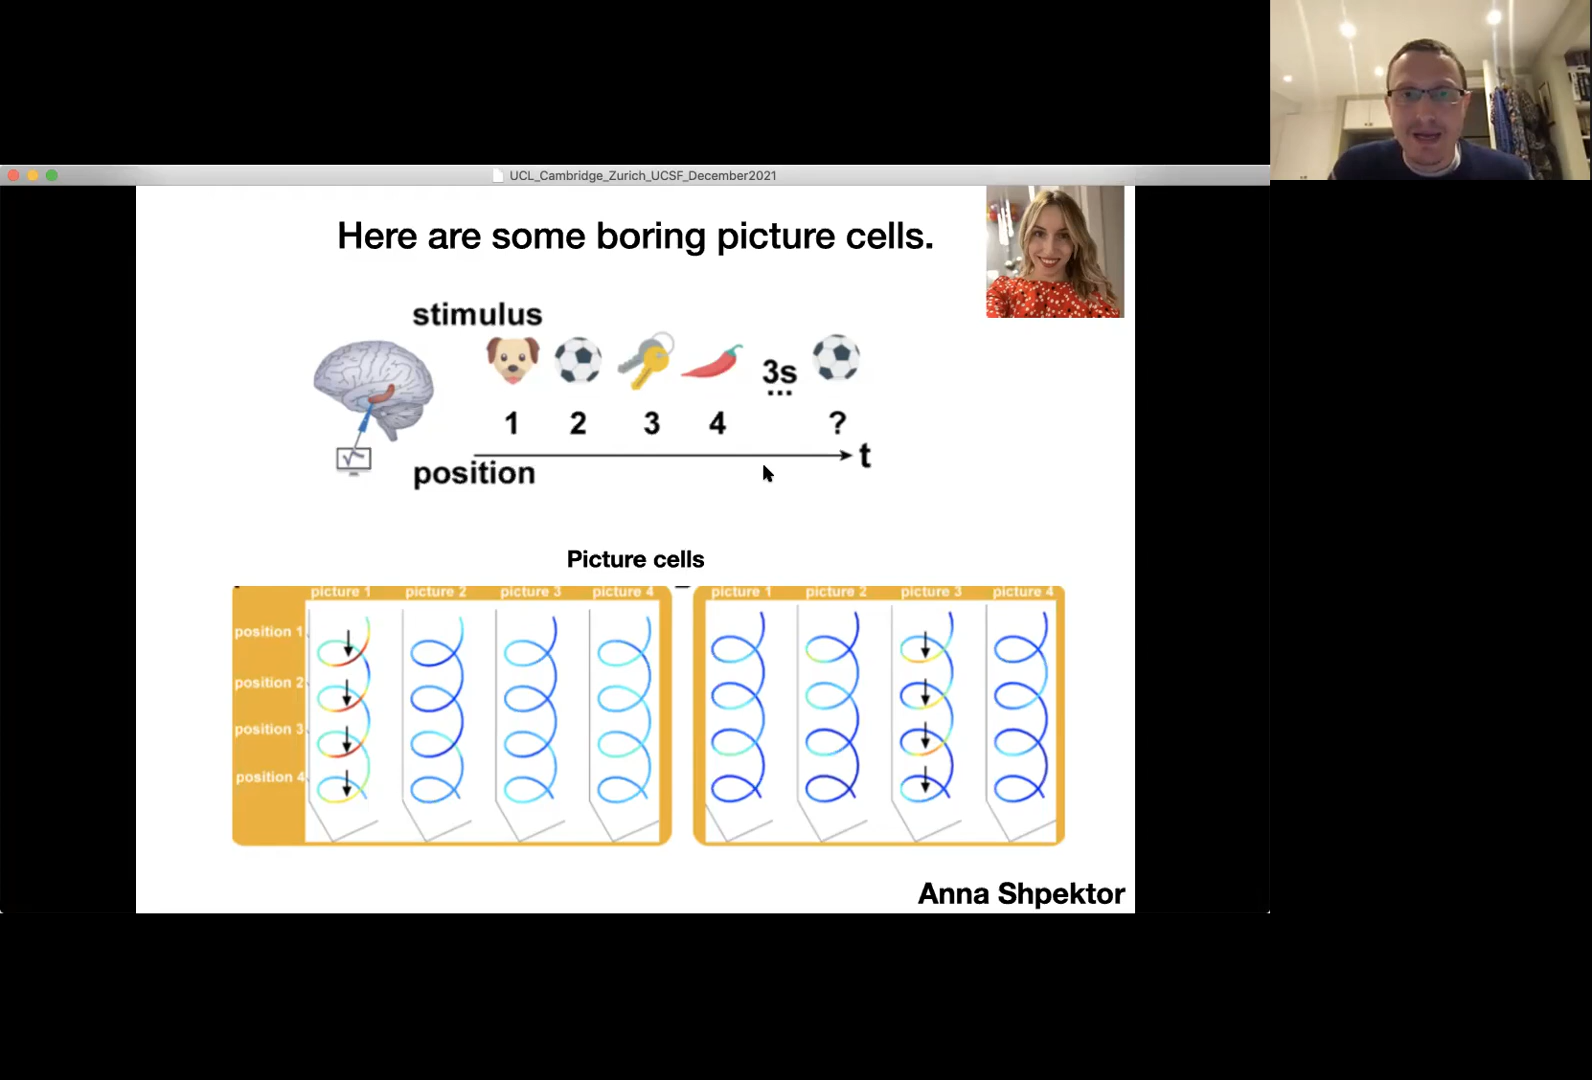 UCL_Cambridge_Zurich_UCSF_December2021
Here are some boring picture cells.
stimulus
3s
...
1 2 3 4 ?
t
position
Picture cells
picture 1 picture 2 picture 3 picture 4
picture 1 picture 2 picture 3 picture 4
position 1
position 2
position 3
position 4
Anna Shpektor